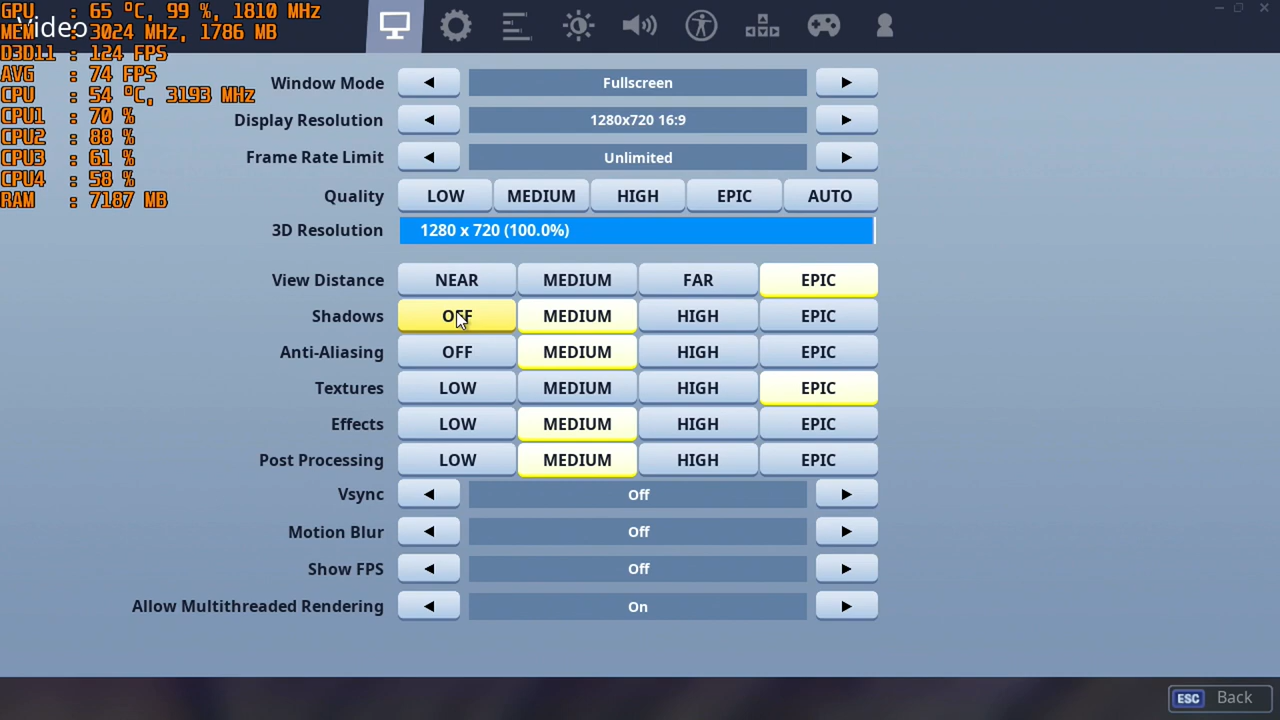 Video
GPU : 65 °C, 99 %, 1810 MHz
MEM : 3024 MHz, 1786 MB
D3D11 : 124 FPS
AVG : 74 FPS
CPU : 54 °C, 3193 MHz
CPU1 : 70 %
CPU2 : 88 %
CPU3 : 61 %
CPU4 : 58 %
RAM : 7187 MB
Window Mode Fullscreen
Display Resolution 1280x720 16:9
Frame Rate Limit Unlimited
Quality LOW MEDIUM HIGH EPIC AUTO
3D Resolution 1280 x 720 (100.0%)
View Distance NEAR MEDIUM FAR EPIC
Shadows OFF MEDIUM HIGH EPIC
Anti-Aliasing OFF MEDIUM HIGH EPIC
Textures LOW MEDIUM HIGH EPIC
Effects LOW MEDIUM HIGH EPIC
Post Processing LOW MEDIUM HIGH EPIC
Vsync Off
Motion Blur Off
Show FPS Off
Allow Multithreaded Rendering On
ESC Back